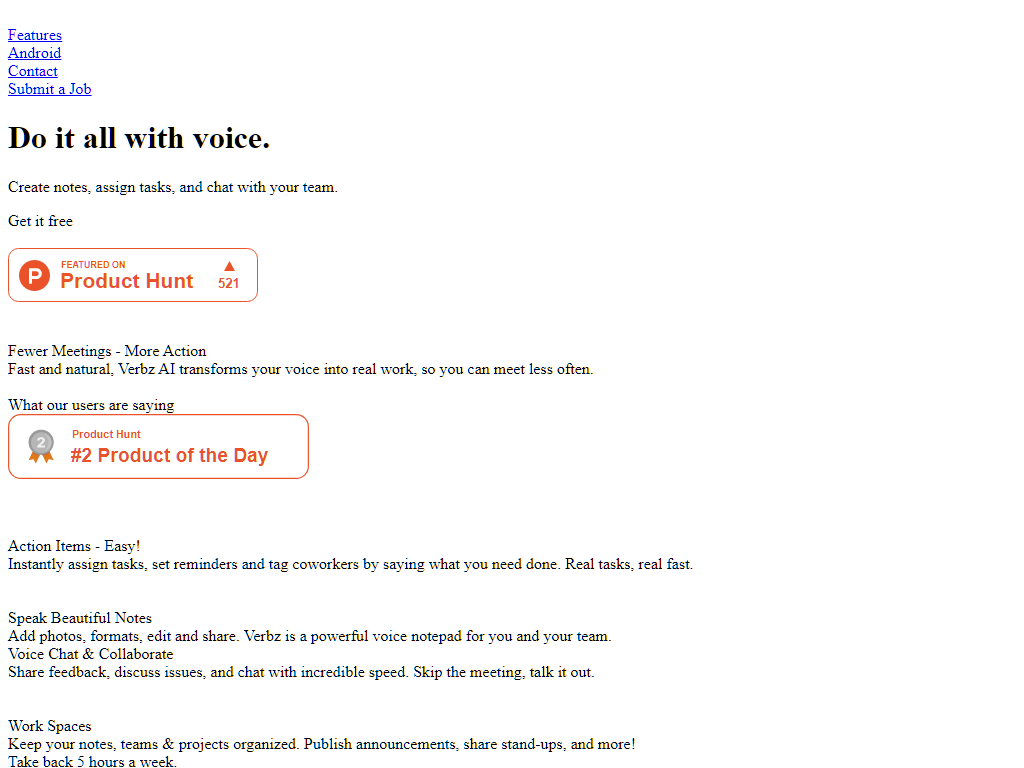 Features
Android
Contact
Submit a Job
Do it all with voice.
Create notes, assign tasks, and chat with your team.
Get it free
P
FEATURED ON
Product Hunt
▲
521
Fewer Meetings - More Action
Fast and natural, Verbz AI transforms your voice into real work, so you can meet less often.
What our users are saying
2
Product Hunt
#2 Product of the Day
Action Items - Easy!
Instantly assign tasks, set reminders and tag coworkers by saying what you need done. Real tasks, real fast.
Speak Beautiful Notes
Add photos, formats, edit and share. Verbz is a powerful voice notepad for you and your team.
Voice Chat & Collaborate
Share feedback, discuss issues, and chat with incredible speed. Skip the meeting, talk it out.
Work Spaces
Keep your notes, teams & projects organized. Publish announcements, share stand-ups, and more!
Take back 5 hours a week.